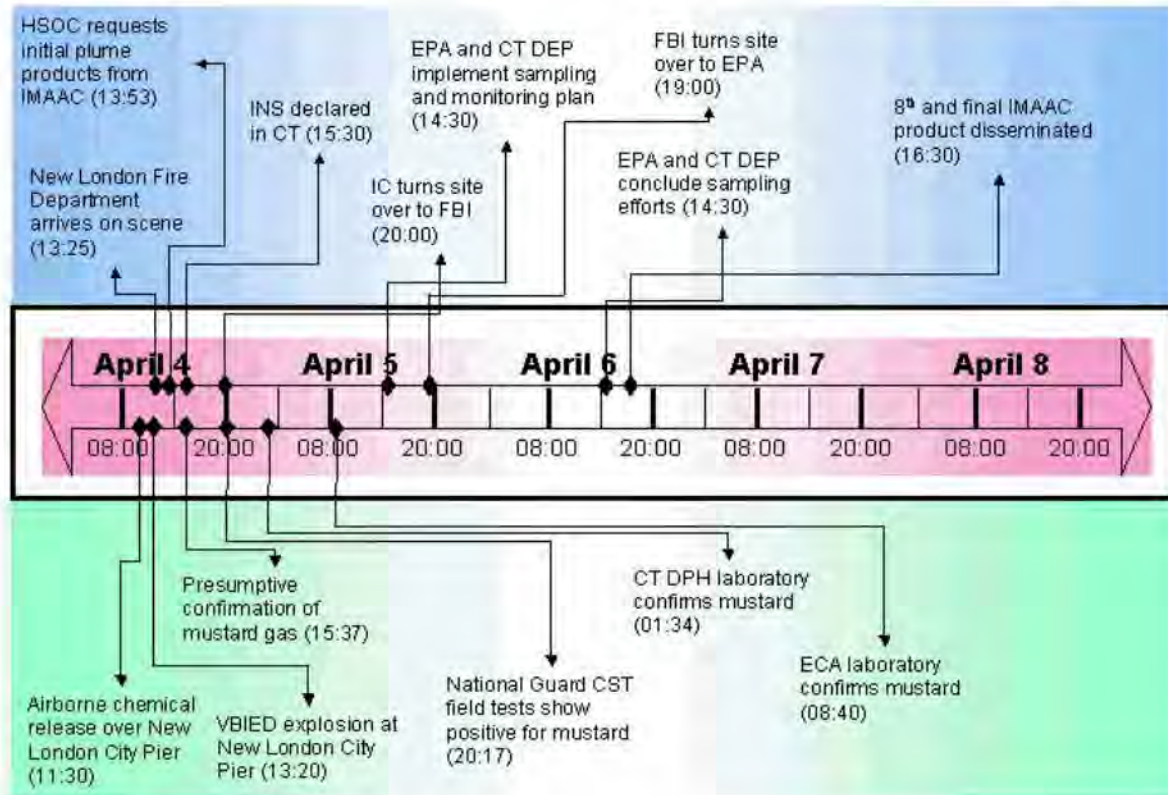 HSOC requests
initial plume
products from
IMAAC (13:53)
New London Fire
Department
arrives on scene
(13:25)
INS declared
in CT (15:30)
IC turns site
over to FBI
(20:00)
EPA and CT DEP
implement sampling
and monitoring plan
(14:30)
FBI turns site
over to EPA
(19:00)
EPA and CT DEP
conclude sampling
efforts (14:30)
8th and final IMAAC
product disseminated
(16:30)
April 4 April 5 April 6 April 7 April 8
08:00 20:00 08:00 20:00 08:00 20:00 08:00 20:00 08:00 20:00
Airborne chemical
release over New
London City Pier
(11:30)
Presumptive
confirmation of
mustard gas (15:37)
VBIED explosion at
New London City
Pier (13:20)
National Guard CST
field tests show
positive for mustard
(20:17)
CT DPH laboratory
confirms mustard
(01:34)
ECA laboratory
confirms mustard
(08:40)